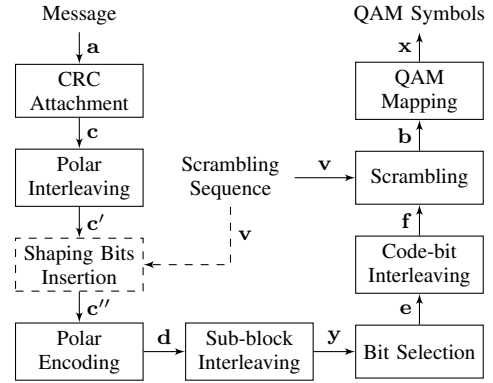 Message
a
CRC
Attachment
c
Polar
Interleaving
c′
Shaping Bits
Insertion
c′′
Polar
Encoding
d
Sub-block
Interleaving
y
Bit Selection
e
Code-bit
Interleaving
f
Scrambling
Scrambling
Sequence
v
v
b
QAM
Mapping
x
QAM Symbols